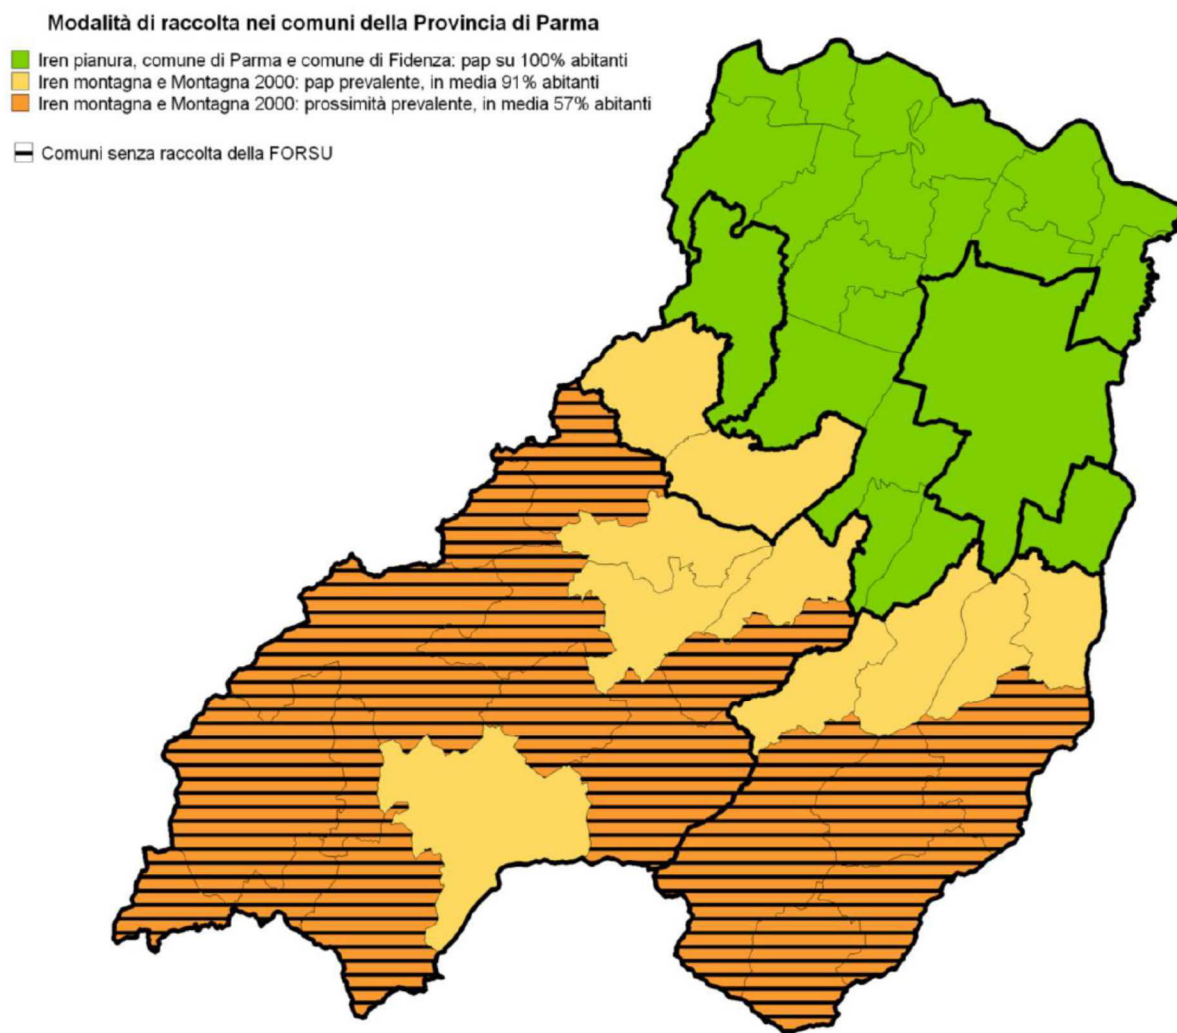 Modalità di raccolta nei comuni della Provincia di Parma
Iren pianura, comune di Parma e comune di Fidenza: pap su 100% abitanti
Iren montagna e Montagna 2000: pap prevalente, in media 91% abitanti
Iren montagna e Montagna 2000: prossimità prevalente, in media 57% abitanti
Comuni senza raccolta della FORSU